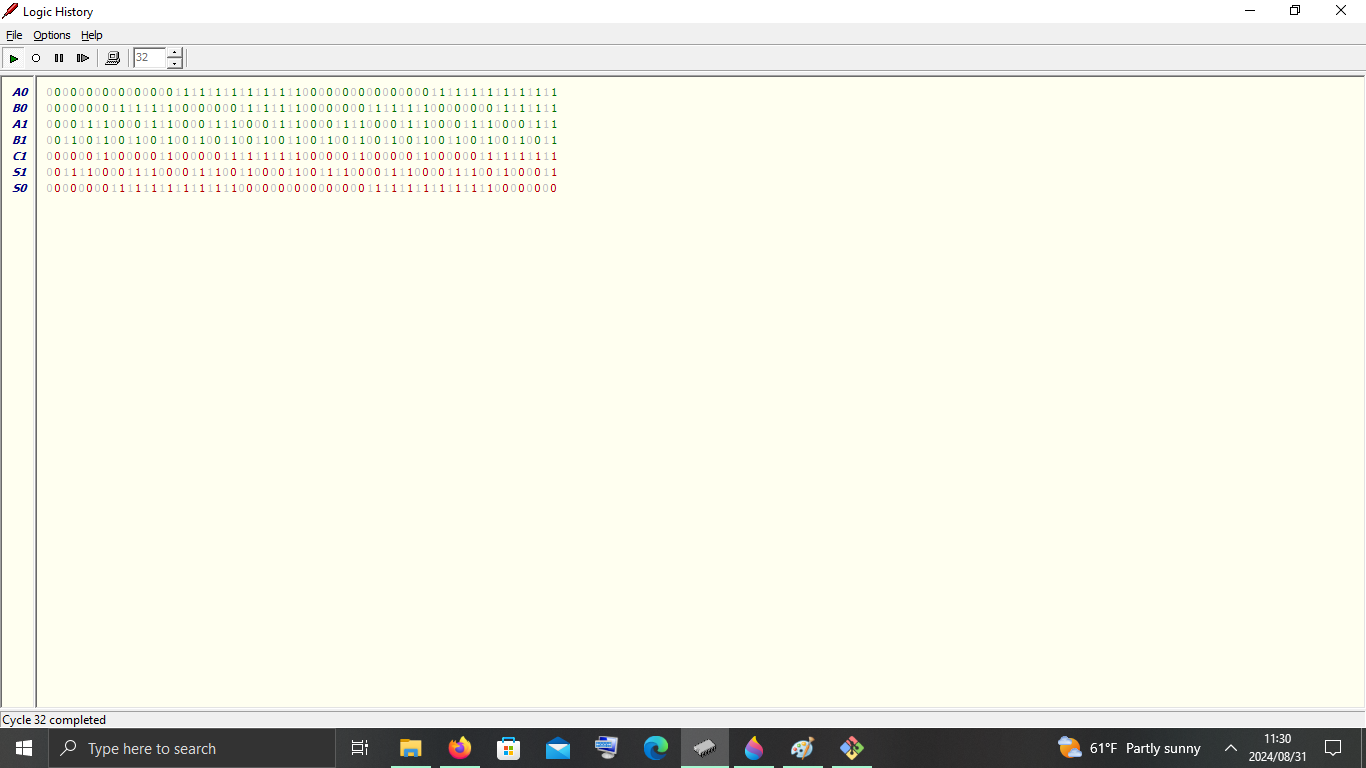 Logic History
File Options Help
32
A0 0000000000000000111111111111111100000000000000001111111111111111
B0 0000000011111111000000001111111100000000111111110000000011111111
A1 0000111100001111000011110000111100001111000011110000111100001111
B1 0011001100110011001100110011001100110011001100110011001100110011
C1 0000001100000011000000111111111100000011000000110000001111111111
S1 0011110000111100001111001100001100111100001111000011110011000011
S0 0000000011111111111111110000000000000000111111111111111100000000
Cycle 32 completed
Type here to search
61°F Partly sunny
11:30
2024/08/31